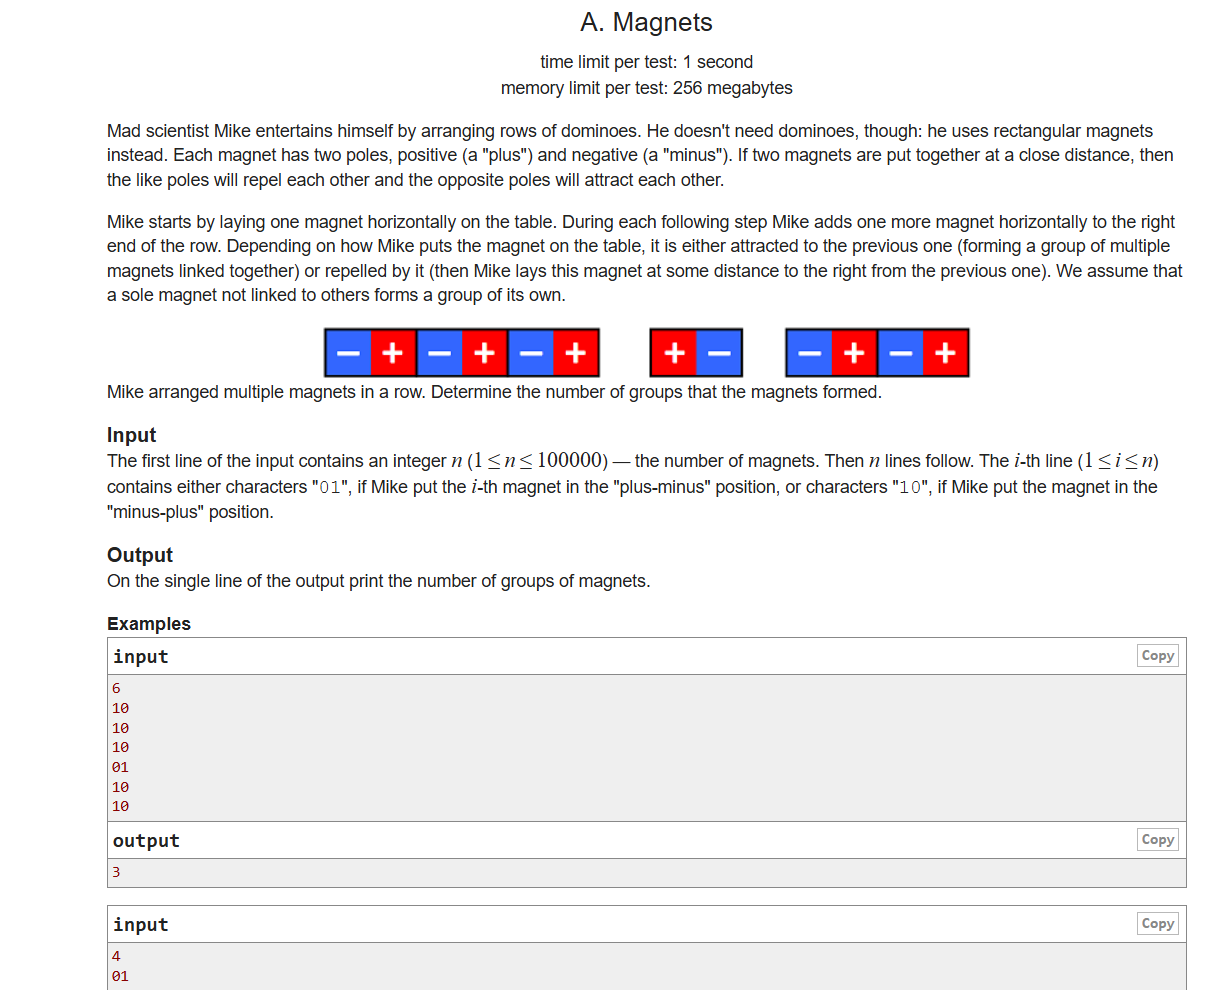 A. Magnets
time limit per test: 1 second
memory limit per test: 256 megabytes
Mad scientist Mike entertains himself by arranging rows of dominoes. He doesn't need dominoes, though: he uses rectangular magnets
instead. Each magnet has two poles, positive (a "plus") and negative (a "minus"). If two magnets are put together at a close distance, then
the like poles will repel each other and the opposite poles will attract each other.
Mike starts by laying one magnet horizontally on the table. During each following step Mike adds one more magnet horizontally to the right
end of the row. Depending on how Mike puts the magnet on the table, it is either attracted to the previous one (forming a group of multiple
magnets linked together) or repelled by it (then Mike lays this magnet at some distance to the right from the previous one). We assume that
a sole magnet not linked to others forms a group of its own.
− + − + − + + − − + − +
Mike arranged multiple magnets in a row. Determine the number of groups that the magnets formed.
Input
The first line of the input contains an integer n (1 ≤ n ≤ 100000) — the number of magnets. Then n lines follow. The i-th line (1 ≤ i ≤ n)
contains either characters "01", if Mike put the i-th magnet in the "plus-minus" position, or characters "10", if Mike put the magnet in the
"minus-plus" position.
Output
On the single line of the output print the number of groups of magnets.
Examples
input Copy
6
10
10
10
01
10
10
output Copy
3
input Copy
4
01